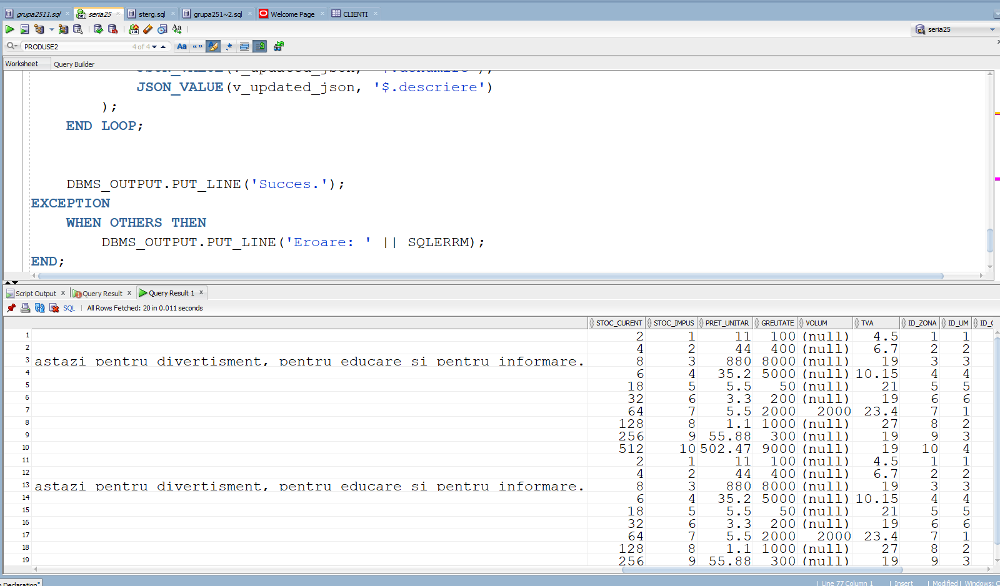 grupa2511.sql seria25 sterg.sql grupa251~2.sql Welcome Page CLIENTI
seria25
PRODUSE2 4 of 4 Aa
Worksheet Query Builder
JSON_VALUE(v_updated_json, '$.denumire'),
JSON_VALUE(v_updated_json, '$.descriere')
);
END LOOP;
DBMS_OUTPUT.PUT_LINE('Succes.');
EXCEPTION
WHEN OTHERS THEN
DBMS_OUTPUT.PUT_LINE('Eroare: ' || SQLERRM);
END;
Script Output Query Result Query Result 1
SQL All Rows Fetched: 20 in 0.011 seconds
STOC_CURENT STOC_IMPUS PRET_UNITAR GREUTATE VOLUM TVA ID_ZONA ID_UM
1 2 1 11 100 (null) 4.5 1 1
2 4 2 44 400 (null) 6.7 2 2
3 astazi pentru divertisment, pentru educare si pentru informare. 8 3 880 8000 (null) 19 3 3
4 6 4 35.2 5000 (null) 10.15 4 4
5 18 5 5.5 50 (null) 21 5 5
6 32 6 3.3 200 (null) 19 6 6
7 64 7 5.5 2000 2000 23.4 7 1
8 128 8 1.1 1000 (null) 27 8 2
9 256 9 55.88 300 (null) 19 9 3
10 512 10 502.47 9000 (null) 19 10 4
11 2 1 11 100 (null) 4.5 1 1
12 4 2 44 400 (null) 6.7 2 2
13 astazi pentru divertisment, pentru educare si pentru informare. 8 3 880 8000 (null) 19 3 3
14 6 4 35.2 5000 (null) 10.15 4 4
15 18 5 5.5 50 (null) 21 5 5
16 32 6 3.3 200 (null) 19 6 6
17 64 7 5.5 2000 2000 23.4 7 1
18 128 8 1.1 1000 (null) 27 8 2
19 256 9 55.88 300 (null) 19 9 3
Declaration" Line 77 Column 1 Insert Modified Windows: